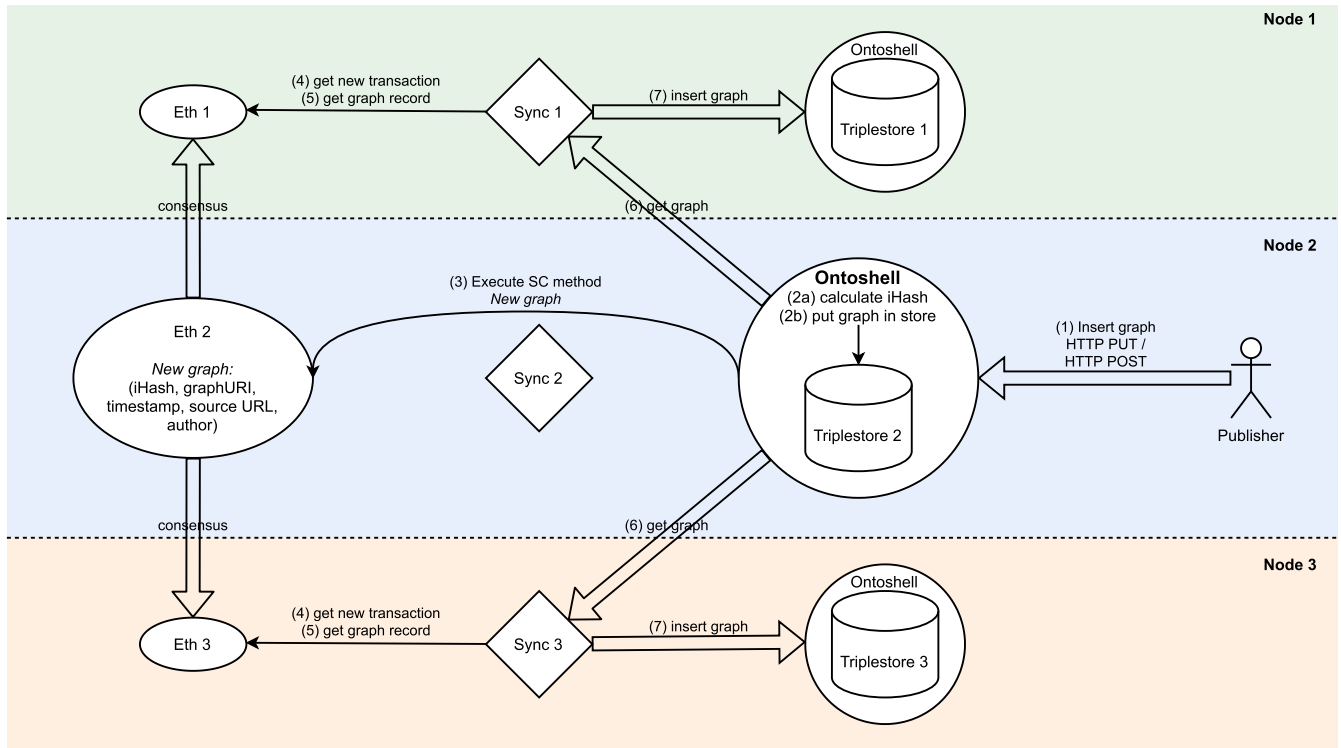 Node 1
Ontoshell
(4) get new transaction
(5) get graph record
(7) insert graph
Eth 1
Sync 1
Triplestore 1
consensus
(6) get graph
Node 2
Ontoshell
(2a) calculate iHash
(2b) put graph in store
(3) Execute SC method
New graph
(1) Insert graph
HTTP PUT /
HTTP POST
Eth 2
New graph:
(iHash, graphURI,
timestamp, source URL,
author)
Sync 2
Triplestore 2
Publisher
consensus
(6) get graph
Node 3
Ontoshell
(4) get new transaction
(5) get graph record
(7) insert graph
Eth 3
Sync 3
Triplestore 3